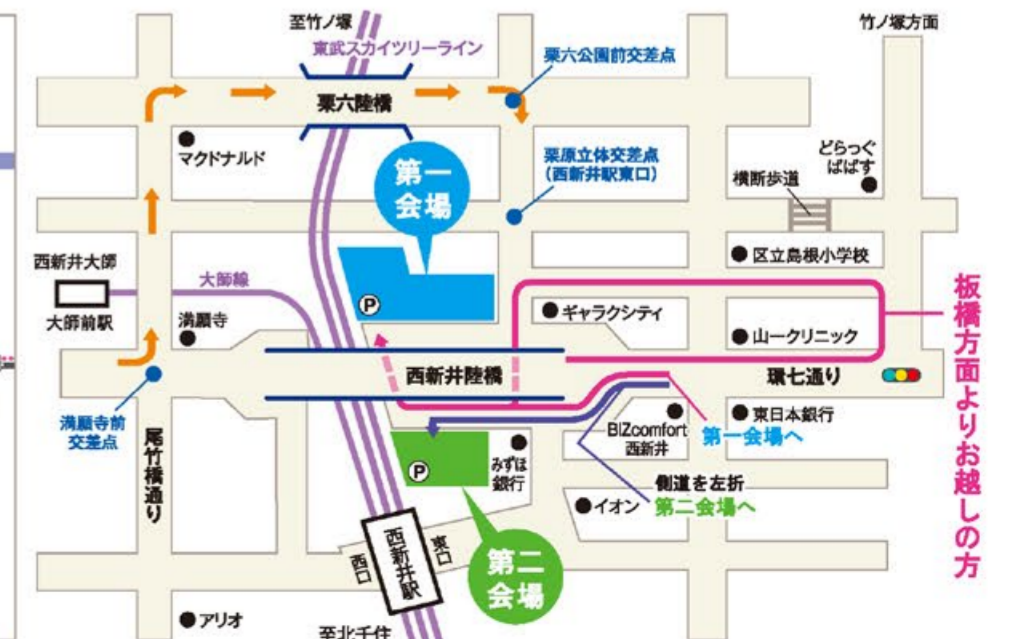 至竹ノ塚
東武スカイツリーライン
竹ノ塚方面
栗六公園前交差点
栗六陸橋
マクドナルド
第一
会場
栗原立体交差点
(西新井駅東口)
どらっぐ
ぱぱす
横断歩道
区立島根小学校
西新井大師
大師線
大師前駅
満願寺
P
ギャラクシティ
山一クリニック
板橋方面よりお越しの方
西新井陸橋
環七通り
満願寺前
交差点
尾竹橋通り
BIZcomfort
西新井
東日本銀行
第一会場へ
P
みずほ
銀行
側道を左折
第二会場へ
イオン
西口
西新井駅
東口
第二
会場
アリオ
至北千住